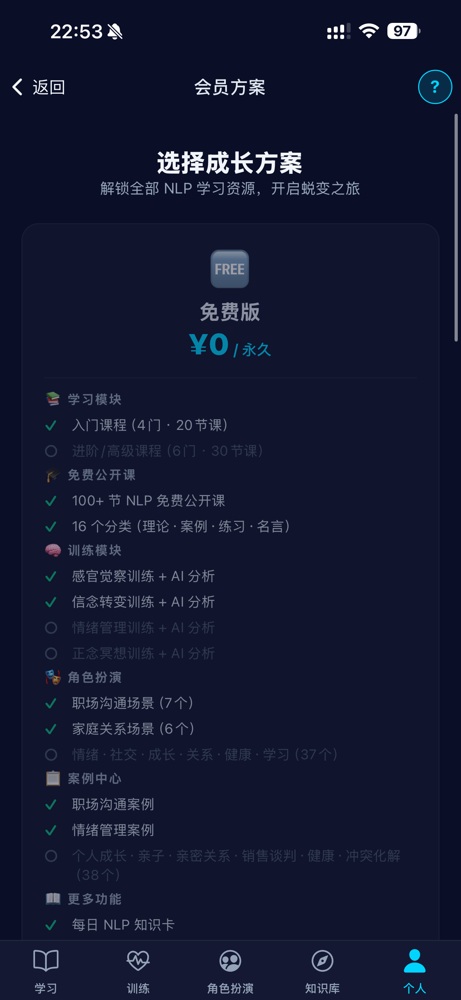 22:53
97
返回
会员方案
?
选择成长方案
解锁全部 NLP 学习资源，开启蜕变之旅
FREE
免费版
¥0 / 永久
学习模块
入门课程（4门 · 20节课）
进阶/高级课程（6门 · 30节课）
免费公开课
100+ 节 NLP 免费公开课
16 个分类（理论 · 案例 · 练习 · 名言）
训练模块
感官觉察训练 + AI 分析
信念转变训练 + AI 分析
情绪管理训练 + AI 分析
正念冥想训练 + AI 分析
角色扮演
职场沟通场景（7个）
家庭关系场景（6个）
情绪 · 社交 · 成长 · 关系 · 健康 · 学习（37个）
案例中心
职场沟通案例
情绪管理案例
个人成长 · 亲子 · 亲密关系 · 销售谈判 · 健康 · 冲突化解
（38个）
更多功能
每日 NLP 知识卡
学习
训练
角色扮演
知识库
个人